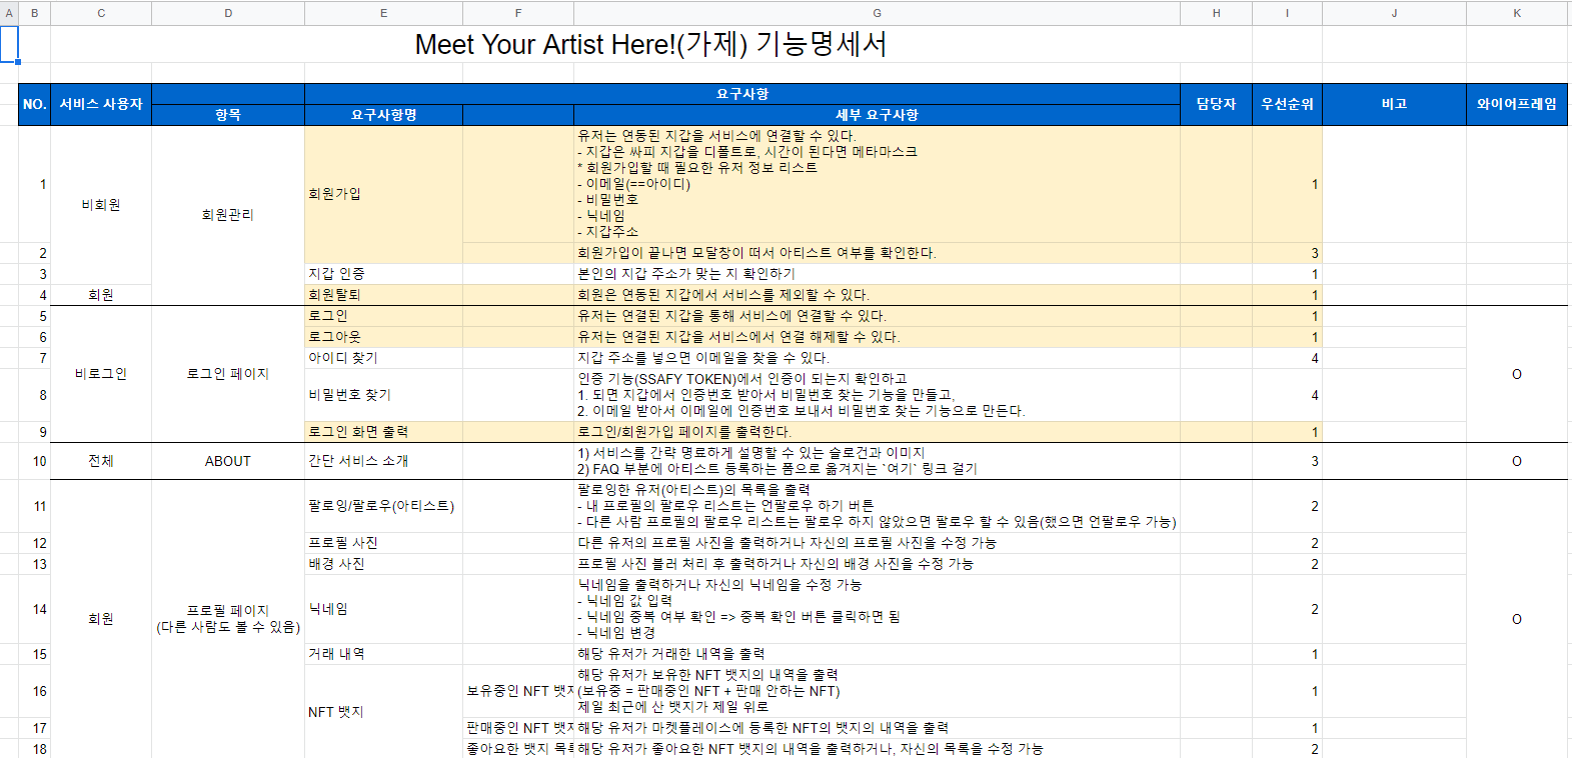 A B C D E F G H I J K
Meet Your Artist Here!(가제) 기능명세서
NO. 서비스 사용자 요구사항 담당자 우선순위 비고 와이어프레임
항목 요구사항명 세부 요구사항
1 비회원 회원관리 회원가입 유저는 연동된 지갑을 서비스에 연결할 수 있다. 1
- 지갑은 싸피 지갑을 디폴트로, 시간이 된다면 메타마스크
* 회원가입할 때 필요한 유저 정보 리스트
- 이메일(==아이디)
- 비밀번호
- 닉네임
- 지갑주소
2 회원가입이 끝나면 모달창이 떠서 아티스트 여부를 확인한다. 3
3 지갑 인증 본인의 지갑 주소가 맞는 지 확인하기 1
4 회원 회원탈퇴 회원은 연동된 지갑에서 서비스를 제외할 수 있다. 1
5 비로그인 로그인 페이지 로그인 유저는 연결된 지갑을 통해 서비스에 연결할 수 있다. 1 O
6 로그아웃 유저는 연결된 지갑을 서비스에서 연결 해제할 수 있다. 1
7 아이디 찾기 지갑 주소를 넣으면 이메일을 찾을 수 있다. 4
8 비밀번호 찾기 인증 기능(SSAFY TOKEN)에서 인증이 되는지 확인하고 4
1. 되면 지갑에서 인증번호 받아서 비밀번호 찾는 기능을 만들고,
2. 이메일 받아서 이메일에 인증번호 보내서 비밀번호 찾는 기능으로 만든다.
9 로그인 화면 출력 로그인/회원가입 페이지를 출력한다. 1
10 전체 ABOUT 간단 서비스 소개 1) 서비스를 간략 명료하게 설명할 수 있는 슬로건과 이미지 3 O
2) FAQ 부분에 아티스트 등록하는 폼으로 옮겨지는 `여기` 링크 걸기
11 회원 프로필 페이지 팔로잉/팔로우(아티스트) 팔로잉한 유저(아티스트)의 목록을 출력 2 O
(다른 사람도 볼 수 있음)
- 내 프로필의 팔로우 리스트는 언팔로우 하기 버튼
- 다른 사람 프로필의 팔로우 리스트는 팔로우 하지 않았으면 팔로우 할 수 있음(했으면 언팔로우 가능)
12 프로필 사진 다른 유저의 프로필 사진을 출력하거나 자신의 프로필 사진을 수정 가능 2
13 배경 사진 프로필 사진 블러 처리 후 출력하거나 자신의 배경 사진을 수정 가능 2
14 닉네임 닉네임을 출력하거나 자신의 닉네임을 수정 가능 2
- 닉네임 값 입력
- 닉네임 중복 여부 확인 => 중복 확인 버튼 클릭하면 됨
- 닉네임 변경
15 거래 내역 해당 유저가 거래한 내역을 출력 1
16 NFT 뱃지 보유중인 NFT 뱃지 해당 유저가 보유한 NFT 뱃지의 내역을 출력 1
(보유중 = 판매중인 NFT + 판매 안하는 NFT)
제일 최근에 산 뱃지가 제일 위로
17 판매중인 NFT 뱃지 해당 유저가 마켓플레이스에 등록한 NFT의 뱃지의 내역을 출력 1
18 좋아요한 뱃지 목록 해당 유저가 좋아요한 NFT 뱃지의 내역을 출력하거나, 자신의 목록을 수정 가능 2